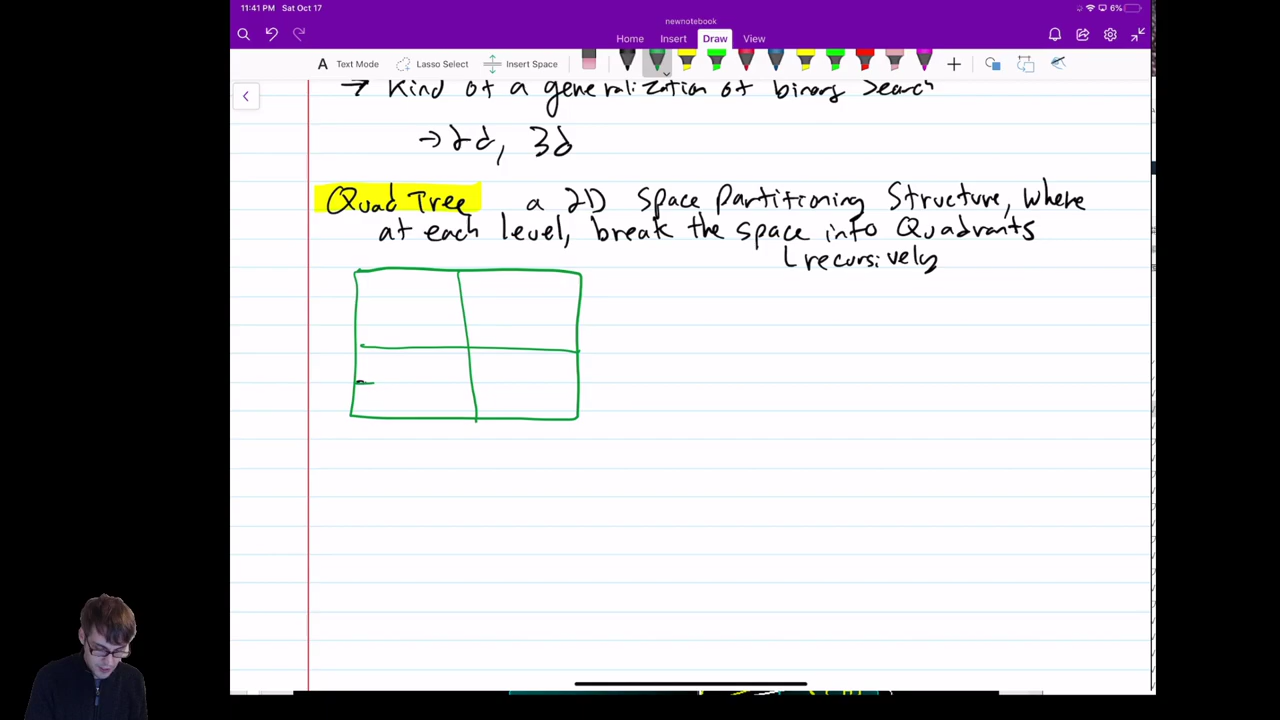 11:41 PM Sat Oct 17
6%
newnotebook
Home Insert Draw View
Text Mode Lasso Select Insert Space
→ Kind of a generalization of binary search
→ 2d, 3d
Quad Tree a 2D Space Partitioning Structure, where
at each level, break the space into Quadrants
recursively